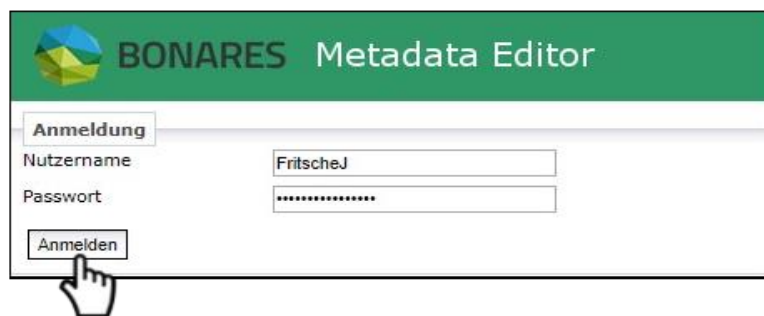 BONARES Metadata Editor
Anmeldung
Nutzername FritscheJ
Passwort ••••••••••••••••
Anmelden